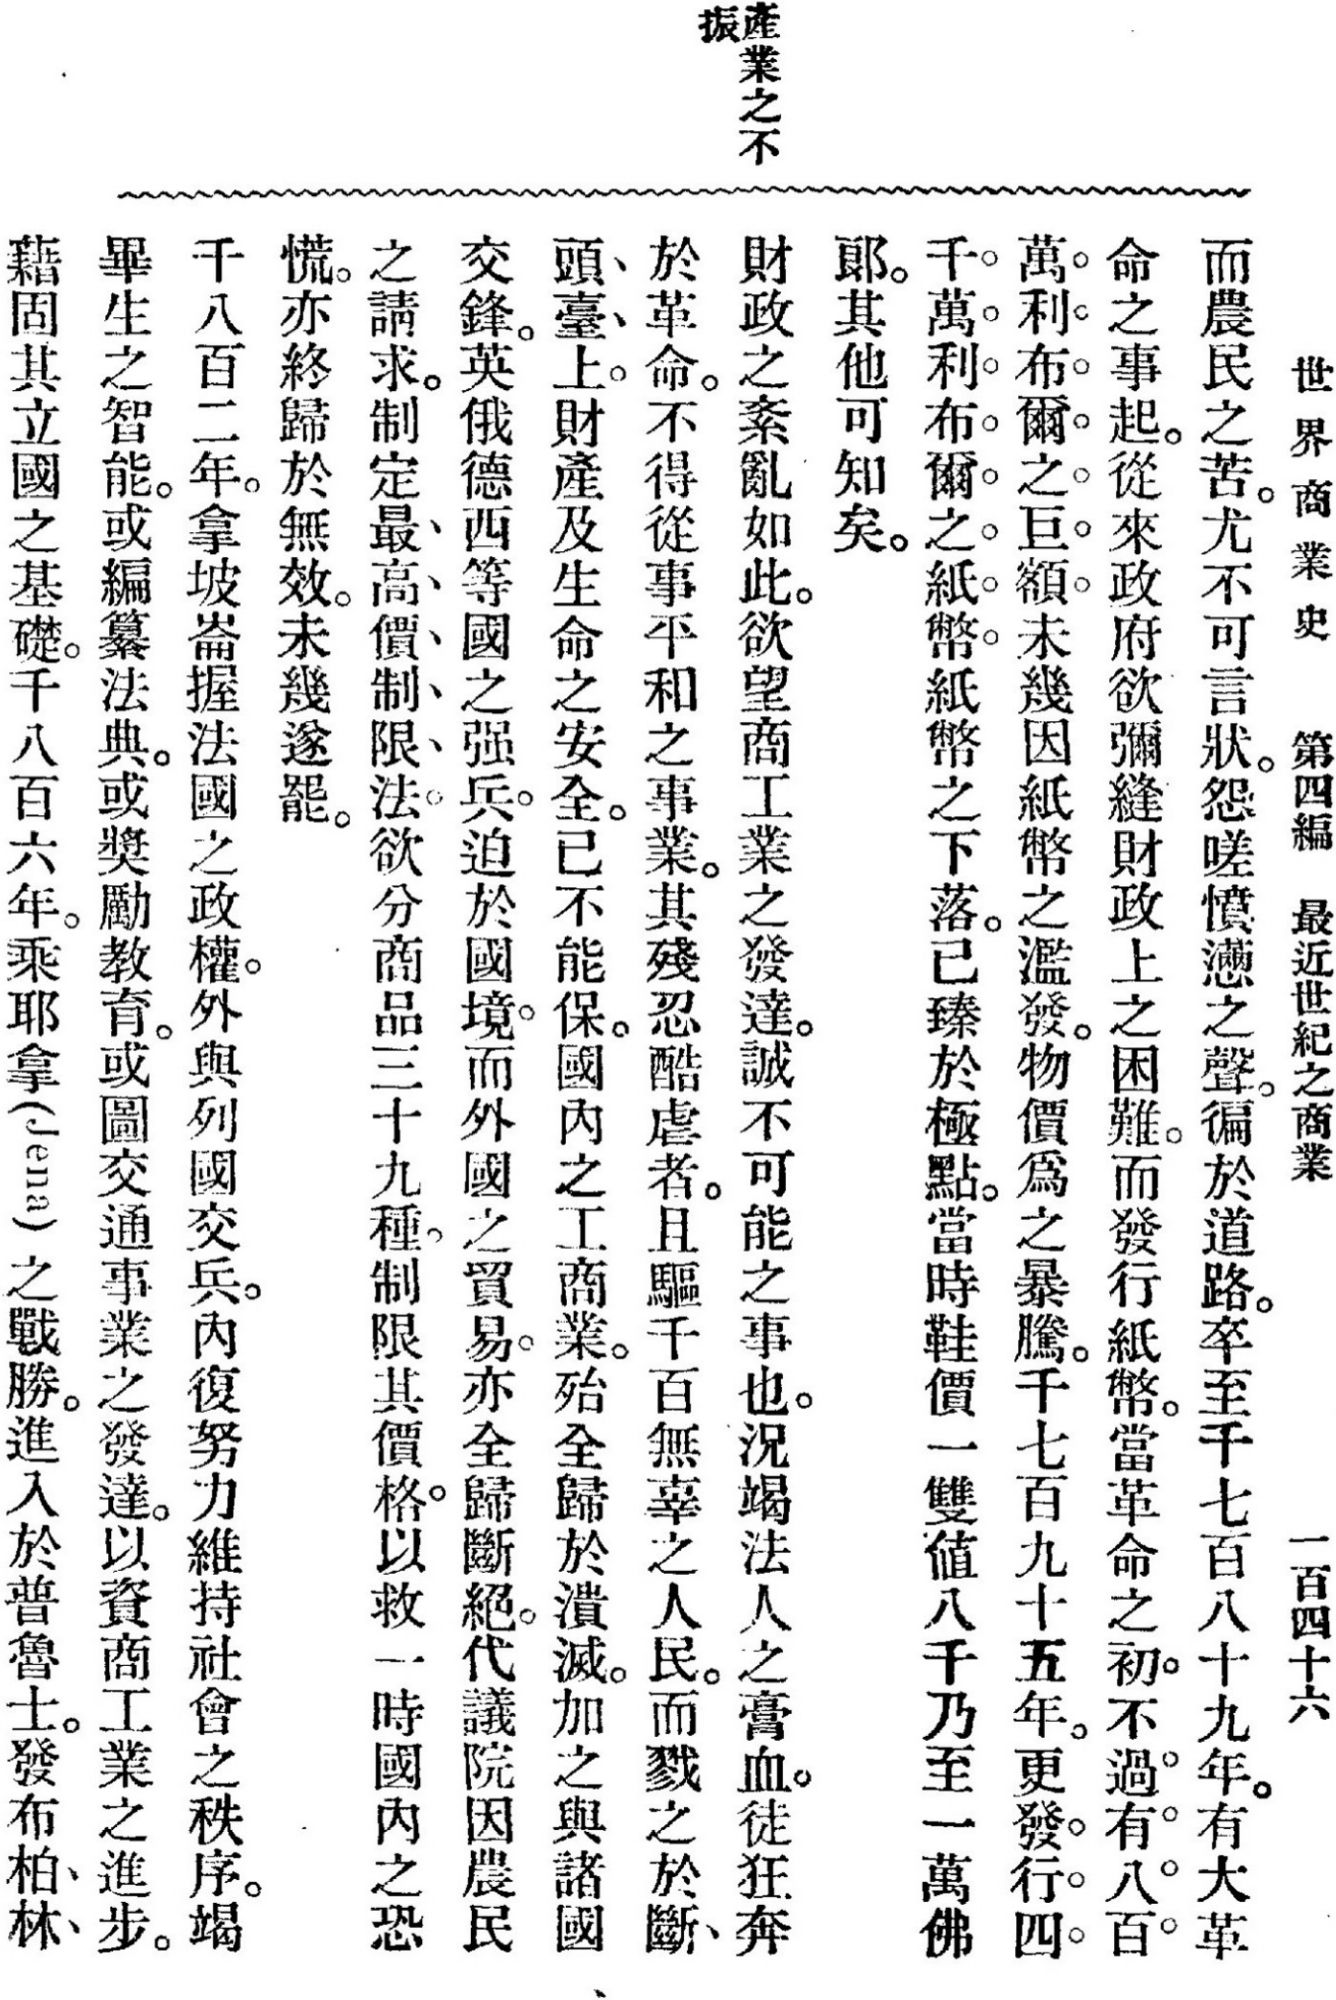 世界商業史　第四編　最近世紀之商業　一百四十六
產業之不
振
而農民之苦。尤不可言狀。怨嗟憤懣之聲。徧於道路。卒至千七百八十九年。有大革
命之事起。從來政府欲彌縫財政上之困難。而發行紙幣。當革命之初。不過有八百
萬利布爾之巨額。未幾因紙幣之濫發。物價爲之暴騰。千七百九十五年。更發行四
千萬利布爾之紙幣。紙幣之下落。已臻於極點。當時鞋價一雙値八千乃至一萬佛
郞。其他可知矣。
財政之紊亂如此。欲望商工業之發達。誠不可能之事也。況竭法人之膏血。徒狂奔
於革命。不得從事平和之事業。其殘忍酷虐者。且驅千百無辜之人民。而戮之於斷、
頭、臺、上。財產及生命之安全。已不能保。國內之工商業。殆全歸於潰滅。加之與諸國
交鋒。英俄德西等國之强兵。迫於國境。而外國之貿易。亦全歸斷絕。代議院因農民
之請求。制定最、高、價、制、限、法。欲分商品三十九種。制限其價格。以救一時國內之恐
慌。亦終歸於無效。未幾遂罷。
千八百二年。拿坡崙握法國之政權。外與列國交兵。內復努力維持社會之秩序。竭
畢生之智能。或編纂法典。或奬勵教育。或圖交通事業之發達。以資商工業之進步。
藉固其立國之基礎。千八百六年。乘耶拿(Jena)之戰勝。進入於普魯士。發布柏、林、